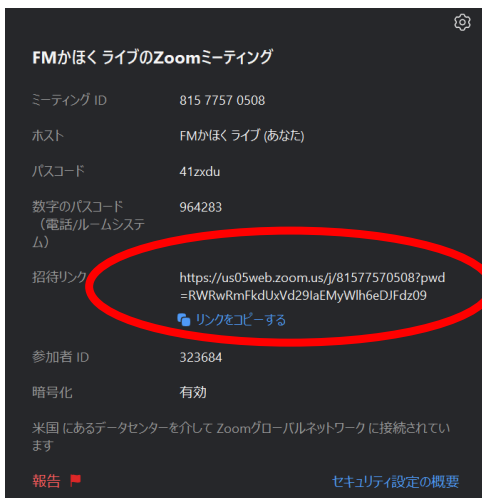 FMかほく ライブのZoomミーティング
ミーティング ID 815 7757 0508
ホスト FMかほく ライブ (あなた)
パスコード 41zxdu
数字のパスコード 964283
（電話/ルームシステ
ム）
招待リンク https://us05web.zoom.us/j/81577570508?pwd
=RWRwRmFkdUxVd29IaEMyWlh6eDJFdz09
リンクをコピーする
参加者 ID 323684
暗号化 有効
米国 にあるデータセンターを介して Zoomグローバルネットワーク に接続されてい
ます
報告 セキュリティ設定の概要